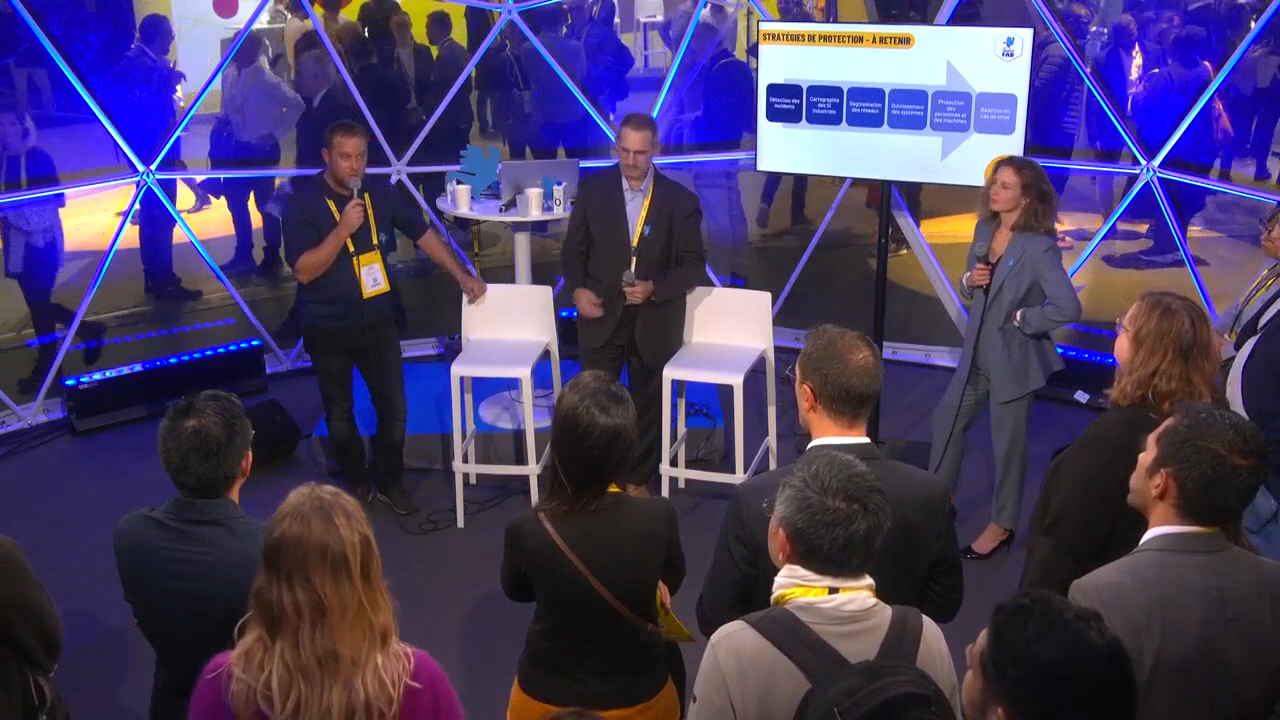 STRATÉGIES DE PROTECTION – À RETENIR
FAB
Détection des
incidents
Cartographie
des SI
industriels
Segmentation
des réseaux
Durcissement
des systèmes
Protection
des
personnes et
des machines
Réaction en
cas de crise